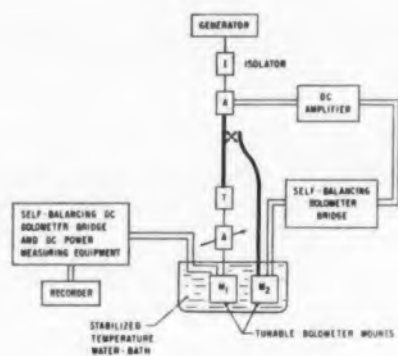 GENERATOR
I
ISOLATOR
A
DC
AMPLIFIER
SELF-BALANCING
BOLOMETER
BRIDGE
T
A
SELF-BALANCING DC
BOLOMETER BRIDGE
AND DC POWER
MEASURING EQUIPMENT
RECORDER
M1
M2
STABILIZED
TEMPERATURE
WATER-BATH
TUNABLE BOLOMETER MOUNTS